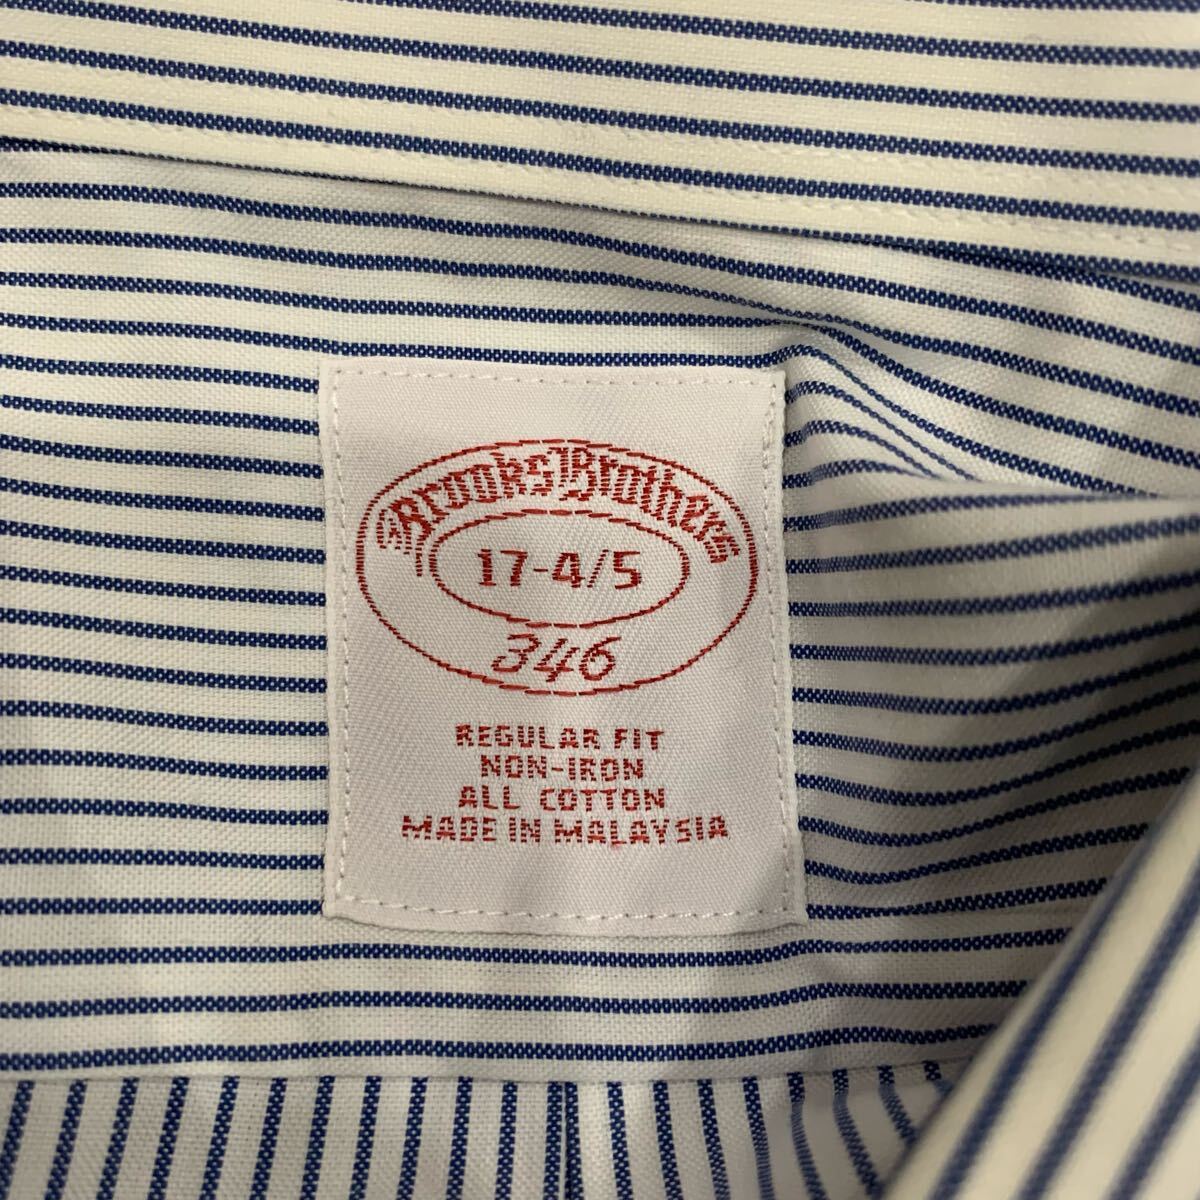 Brooks Brothers
17-4/5
346
REGULAR FIT
NON-IRON
ALL COTTON
MADE IN MALAYSIA